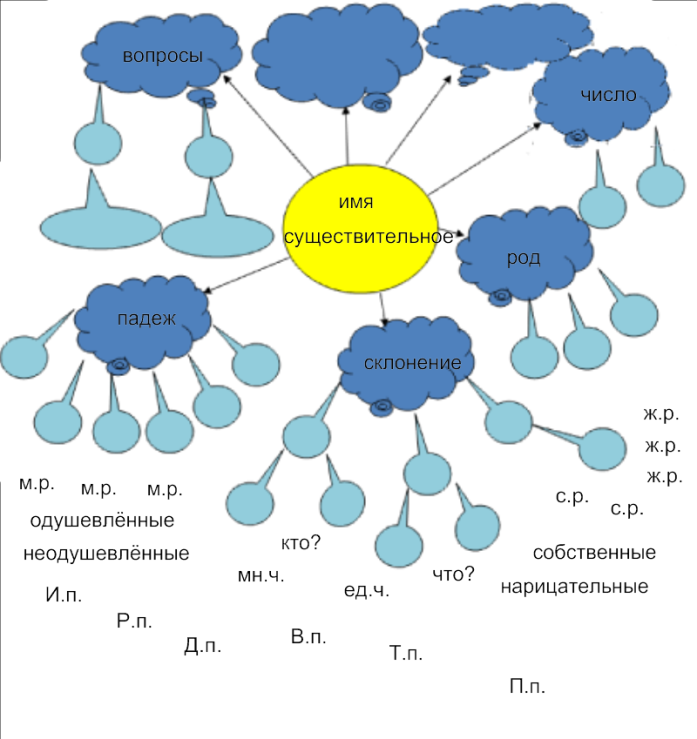 вопросы
число
имя
существительное
род
падеж
склонение
ж.р.
ж.р.
ж.р.
м.р.
м.р.
м.р.
с.р.
с.р.
одушевлённые
неодушевлённые
кто?
мн.ч.
ед.ч.
что?
собственные
нарицательные
И.п.
Р.п.
Д.п.
В.п.
Т.п.
П.п.